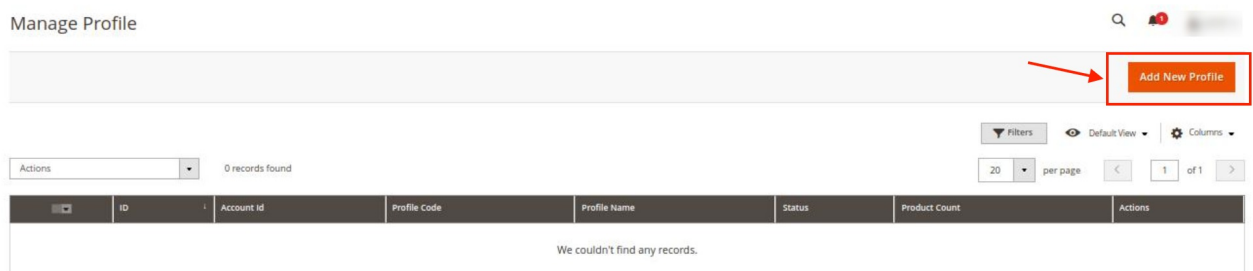 Manage Profile
1
Add New Profile
Filters Default View Columns
Actions 0 records found 20 per page 1 of 1
ID Account Id Profile Code Profile Name Status Product Count Actions
We couldn't find any records.